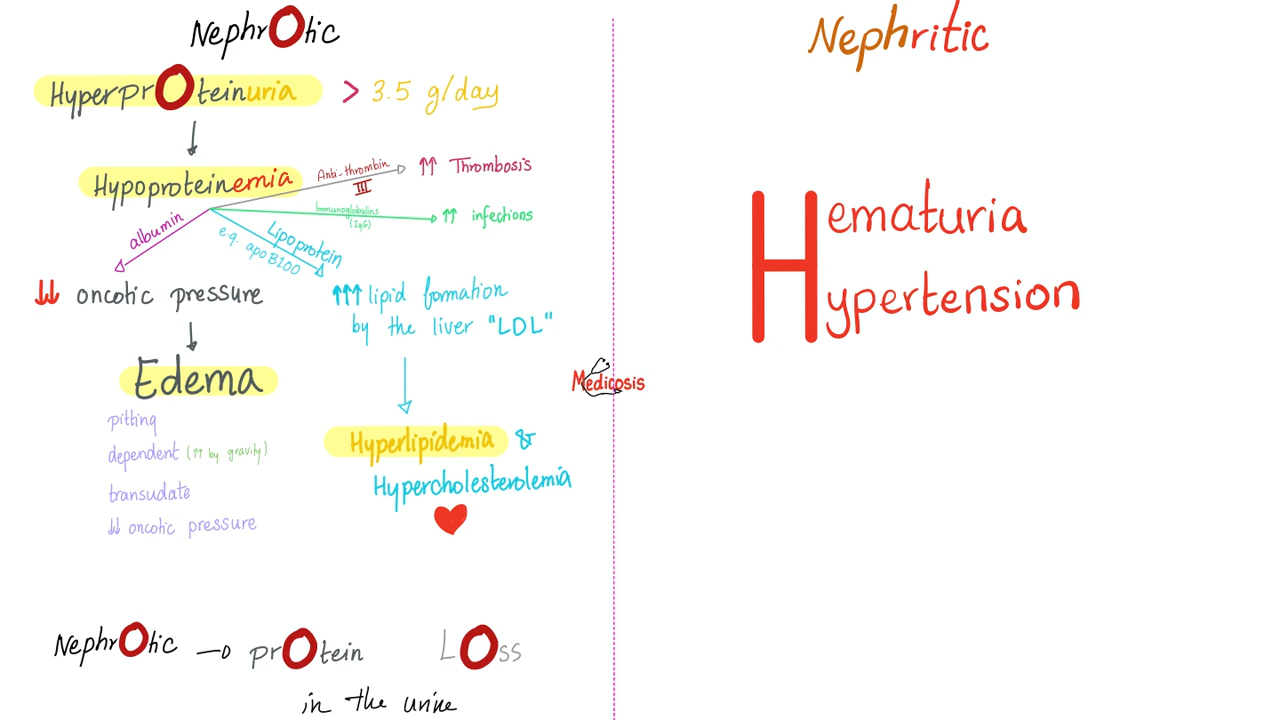 NephrOtic
HyperprOteinuria > 3.5 g/day
Hypoproteinemia
Anti-thrombin
III
↑↑ Thrombosis
Immunoglobulins
(IgG)
↑↑ infections
albumin
Lipoprotein
e.g. apoB100
↓↓ oncotic pressure
↑↑↑ lipid formation
by the liver "LDL"
Edema
pitting
dependent (↑↑ by gravity)
transudate
↓↓ oncotic pressure
Hyperlipidemia &
Hypercholesterolemia
NephrOtic → prOtein LOss
in the urine
Medicosis
Nephritic
Hematuria
Hypertension